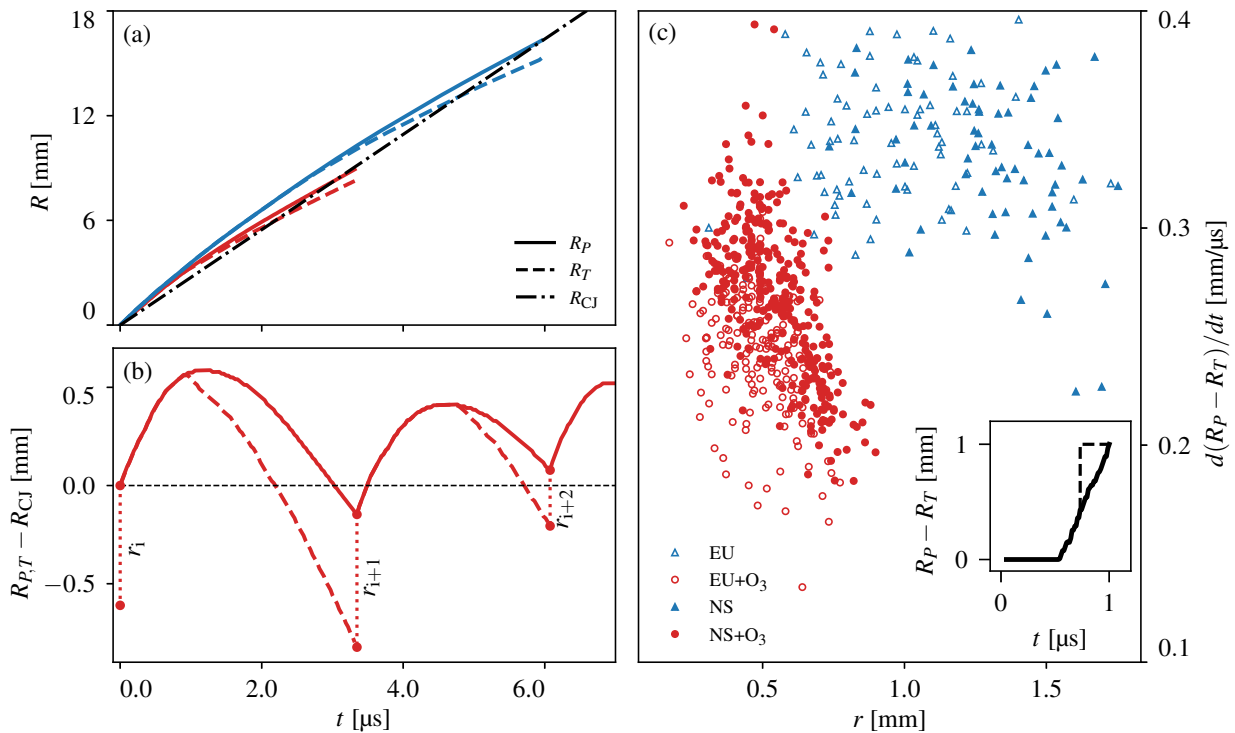 (a)
18
12
6
0
R [mm]
R_P
R_T
R_CJ
(b)
0.5
0.0
−0.5
R_{P,T} − R_CJ [mm]
r_i
r_{i+1}
r_{i+2}
0.0 2.0 4.0 6.0
t [μs]
(c)
0.4
0.3
0.2
0.1
d(R_P − R_T)/dt [mm/μs]
EU
EU+O₃
NS
NS+O₃
0.5 1.0 1.5
r [mm]
1
0
R_P − R_T [mm]
0 1
t [μs]